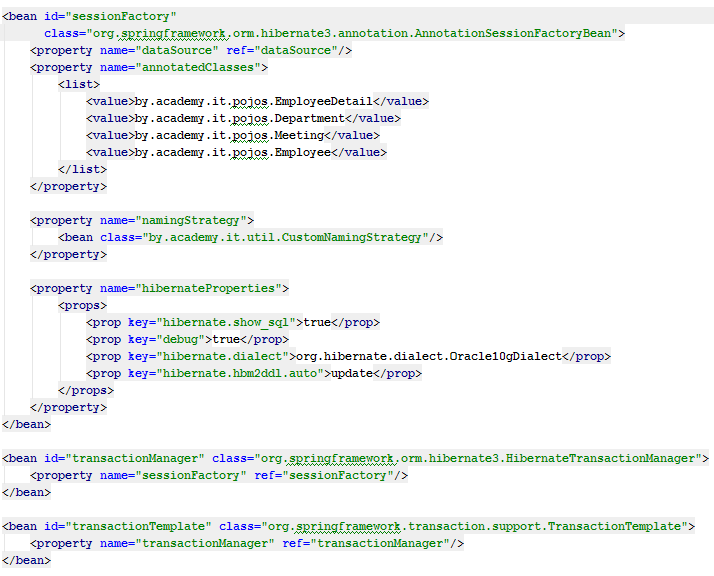 <bean id="sessionFactory"
      class="org.springframework.orm.hibernate3.annotation.AnnotationSessionFactoryBean">
    <property name="dataSource" ref="dataSource"/>
    <property name="annotatedClasses">
        <list>
            <value>by.academy.it.pojos.EmployeeDetail</value>
            <value>by.academy.it.pojos.Department</value>
            <value>by.academy.it.pojos.Meeting</value>
            <value>by.academy.it.pojos.Employee</value>
        </list>
    </property>

    <property name="namingStrategy">
        <bean class="by.academy.it.util.CustomNamingStrategy"/>
    </property>

    <property name="hibernateProperties">
        <props>
            <prop key="hibernate.show_sql">true</prop>
            <prop key="debug">true</prop>
            <prop key="hibernate.dialect">org.hibernate.dialect.Oracle10gDialect</prop>
            <prop key="hibernate.hbm2ddl.auto">update</prop>
        </props>
    </property>
</bean>

<bean id="transactionManager" class="org.springframework.orm.hibernate3.HibernateTransactionManager">
    <property name="sessionFactory" ref="sessionFactory"/>
</bean>

<bean id="transactionTemplate" class="org.springframework.transaction.support.TransactionTemplate">
    <property name="transactionManager" ref="transactionManager"/>
</bean>